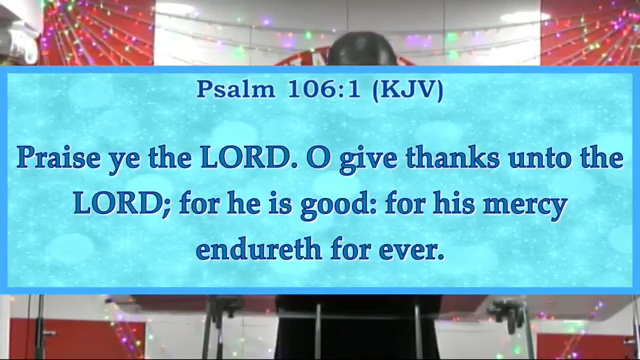 Psalm 106:1 (KJV)
Praise ye the LORD. O give thanks unto the
LORD; for he is good: for his mercy
endureth for ever.